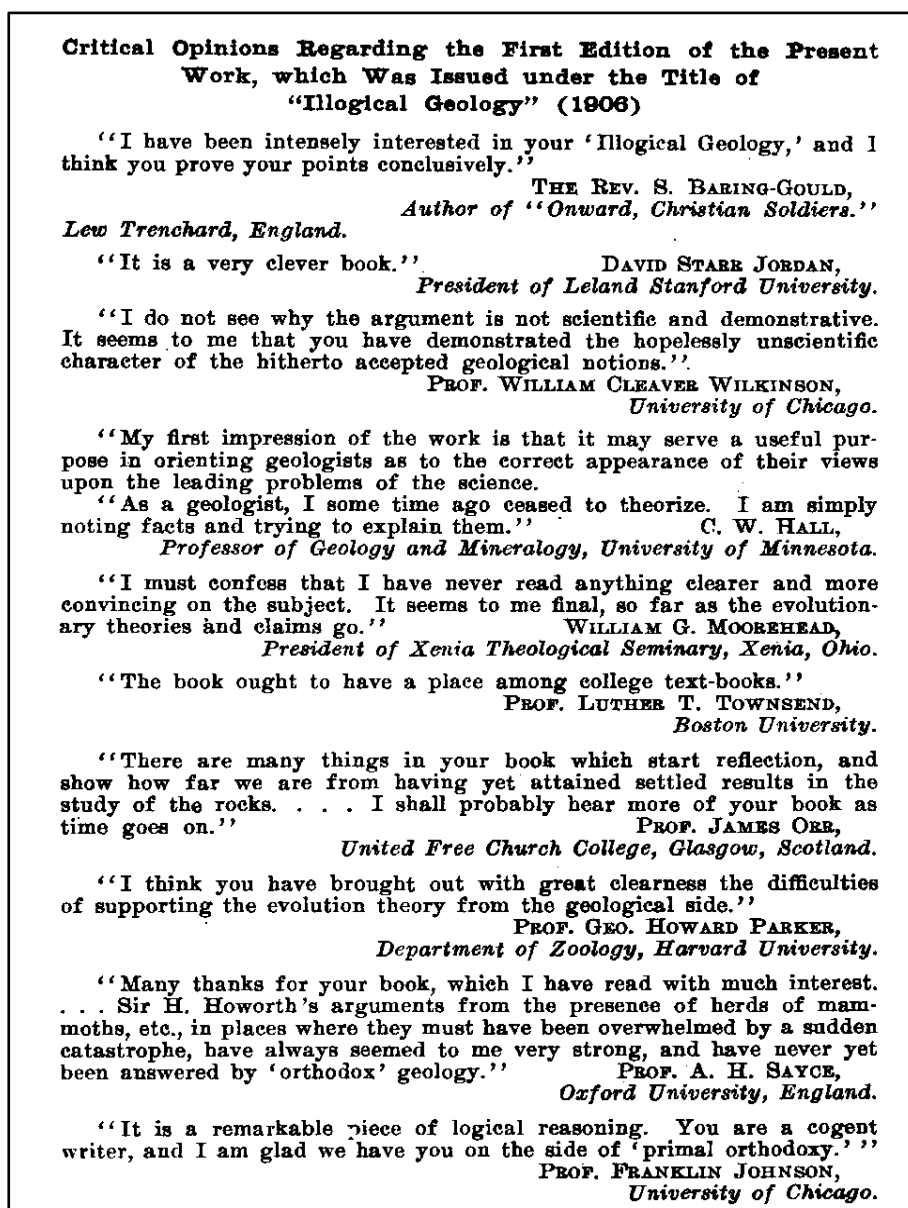 Critical Opinions Regarding the First Edition of the Present
Work, which Was Issued under the Title of
“Illogical Geology” (1906)
“I have been intensely interested in your ‘Illogical Geology,’ and I
think you prove your points conclusively.”
THE REV. S. BARING-GOULD,
Author of “Onward, Christian Soldiers.”
Lew Trenchard, England.
“It is a very clever book.” DAVID STARR JORDAN,
President of Leland Stanford University.
“I do not see why the argument is not scientific and demonstrative.
It seems to me that you have demonstrated the hopelessly unscientific
character of the hitherto accepted geological notions.”
PROF. WILLIAM CLEAVER WILKINSON,
University of Chicago.
“My first impression of the work is that it may serve a useful pur-
pose in orienting geologists as to the correct appearance of their views
upon the leading problems of the science.
“As a geologist, I some time ago ceased to theorize. I am simply
noting facts and trying to explain them.” C. W. HALL,
Professor of Geology and Mineralogy, University of Minnesota.
“I must confess that I have never read anything clearer and more
convincing on the subject. It seems to me final, so far as the evolution-
ary theories and claims go.” WILLIAM G. MOOREHEAD,
President of Xenia Theological Seminary, Xenia, Ohio.
“The book ought to have a place among college text-books.”
PROF. LUTHER T. TOWNSEND,
Boston University.
“There are many things in your book which start reflection, and
show how far we are from having yet attained settled results in the
study of the rocks. . . . I shall probably hear more of your book as
time goes on.” PROF. JAMES ORR,
United Free Church College, Glasgow, Scotland.
“I think you have brought out with great clearness the difficulties
of supporting the evolution theory from the geological side.”
PROF. GEO. HOWARD PARKER,
Department of Zoology, Harvard University.
“Many thanks for your book, which I have read with much interest.
. . . Sir H. Howorth’s arguments from the presence of herds of mam-
moths, etc., in places where they must have been overwhelmed by a sudden
catastrophe, have always seemed to me very strong, and have never yet
been answered by ‘orthodox’ geology.” PROF. A. H. SAYCE,
Oxford University, England.
“It is a remarkable piece of logical reasoning. You are a cogent
writer, and I am glad we have you on the side of ‘primal orthodoxy.’ ”
PROF. FRANKLIN JOHNSON,
University of Chicago.